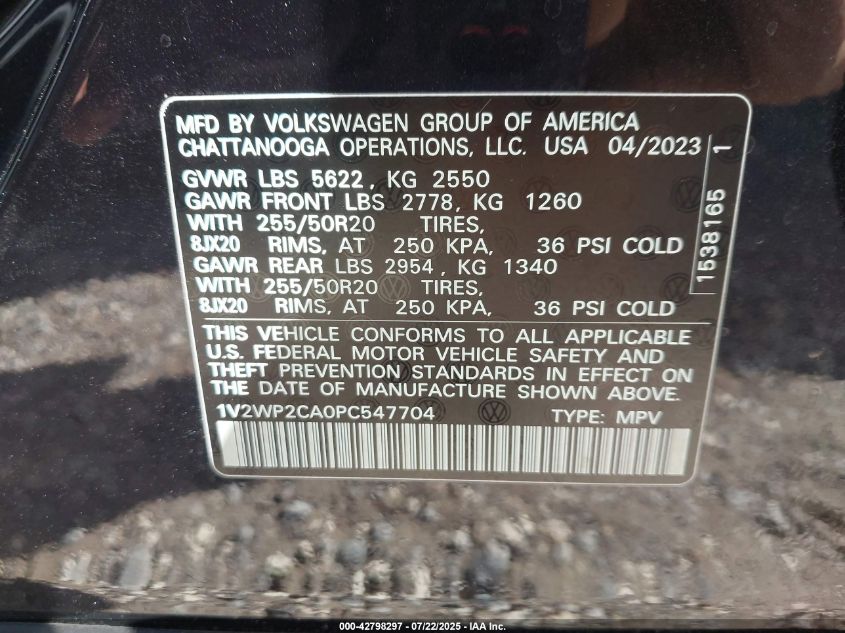 MFD BY VOLKSWAGEN GROUP OF AMERICA
CHATTANOOGA OPERATIONS, LLC. USA 04/2023
GVWR LBS 5622, KG 2550
GAWR FRONT LBS 2778, KG 1260
WITH 255/50R20 TIRES,
8JX20 RIMS, AT 250 KPA, 36 PSI COLD
GAWR REAR LBS 2954, KG 1340
WITH 255/50R20 TIRES,
8JX20 RIMS, AT 250 KPA, 36 PSI COLD
1538165 1
THIS VEHICLE CONFORMS TO ALL APPLICABLE
U.S. FEDERAL MOTOR VEHICLE SAFETY AND
THEFT PREVENTION STANDARDS IN EFFECT ON
THE DATE OF MANUFACTURE SHOWN ABOVE.
1V2WP2CA0PC547704 TYPE: MPV
000-42798297 - 07/22/2025 - IAA Inc.